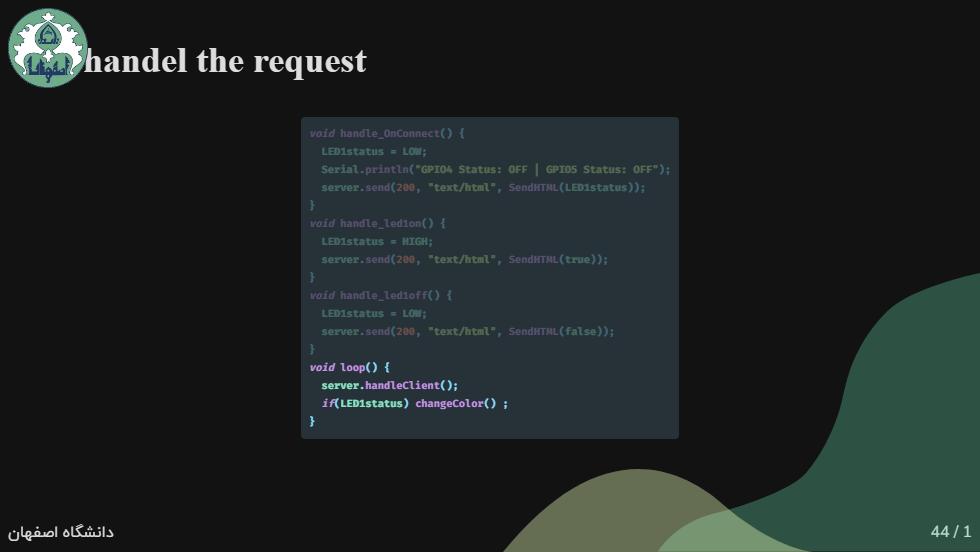 handel the request
void handle_OnConnect() {
  LED1status = LOW;
  Serial.println("GPIO4 Status: OFF | GPIO5 Status: OFF");
  server.send(200, "text/html", SendHTML(LED1status));
}
void handle_led1on() {
  LED1status = HIGH;
  server.send(200, "text/html", SendHTML(true));
}
void handle_led1off() {
  LED1status = LOW;
  server.send(200, "text/html", SendHTML(false));
}
void loop() {
  server.handleClient();
  if(LED1status) changeColor() ;
}
دانشگاه اصفهان
44 / 1